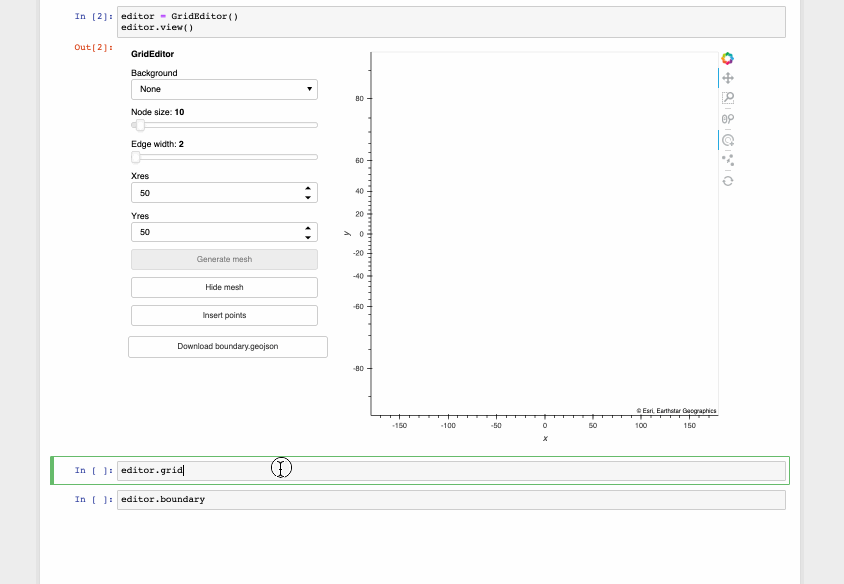 In [2]:
editor = GridEditor()
editor.view()
Out[2]:
GridEditor
Background
None
Node size: 10
Edge width: 2
Xres
50
Yres
50
Generate mesh
Hide mesh
Insert points
Download boundary.geojson
y
80
60
40
20
0
-20
-40
-60
-80
© Esri, Earthstar Geographics
-150 -100 -50 0 50 100 150
x
In [ ]:
editor.grid
In [ ]:
editor.boundary